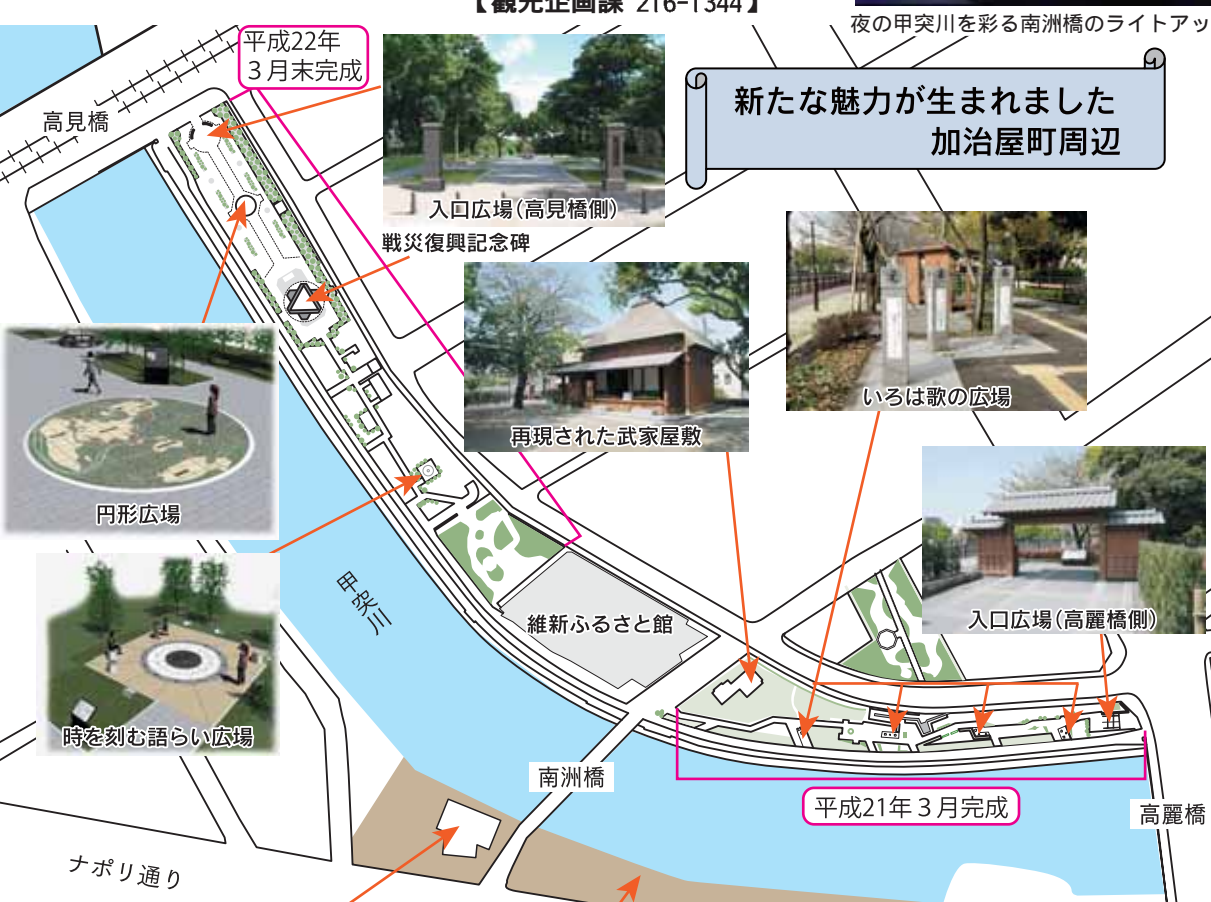 【観光企画課 216-1344】
夜の甲突川を彩る南洲橋のライトアッ
平成22年
3月末完成
高見橋
新たな魅力が生まれました
加治屋町周辺
入口広場(高見橋側)
戦災復興記念碑
いろは歌の広場
再現された武家屋敷
円形広場
入口広場(高麗橋側)
甲突川
維新ふるさと館
時を刻む語らい広場
南洲橋
平成21年3月完成
高麗橋
ナポリ通り